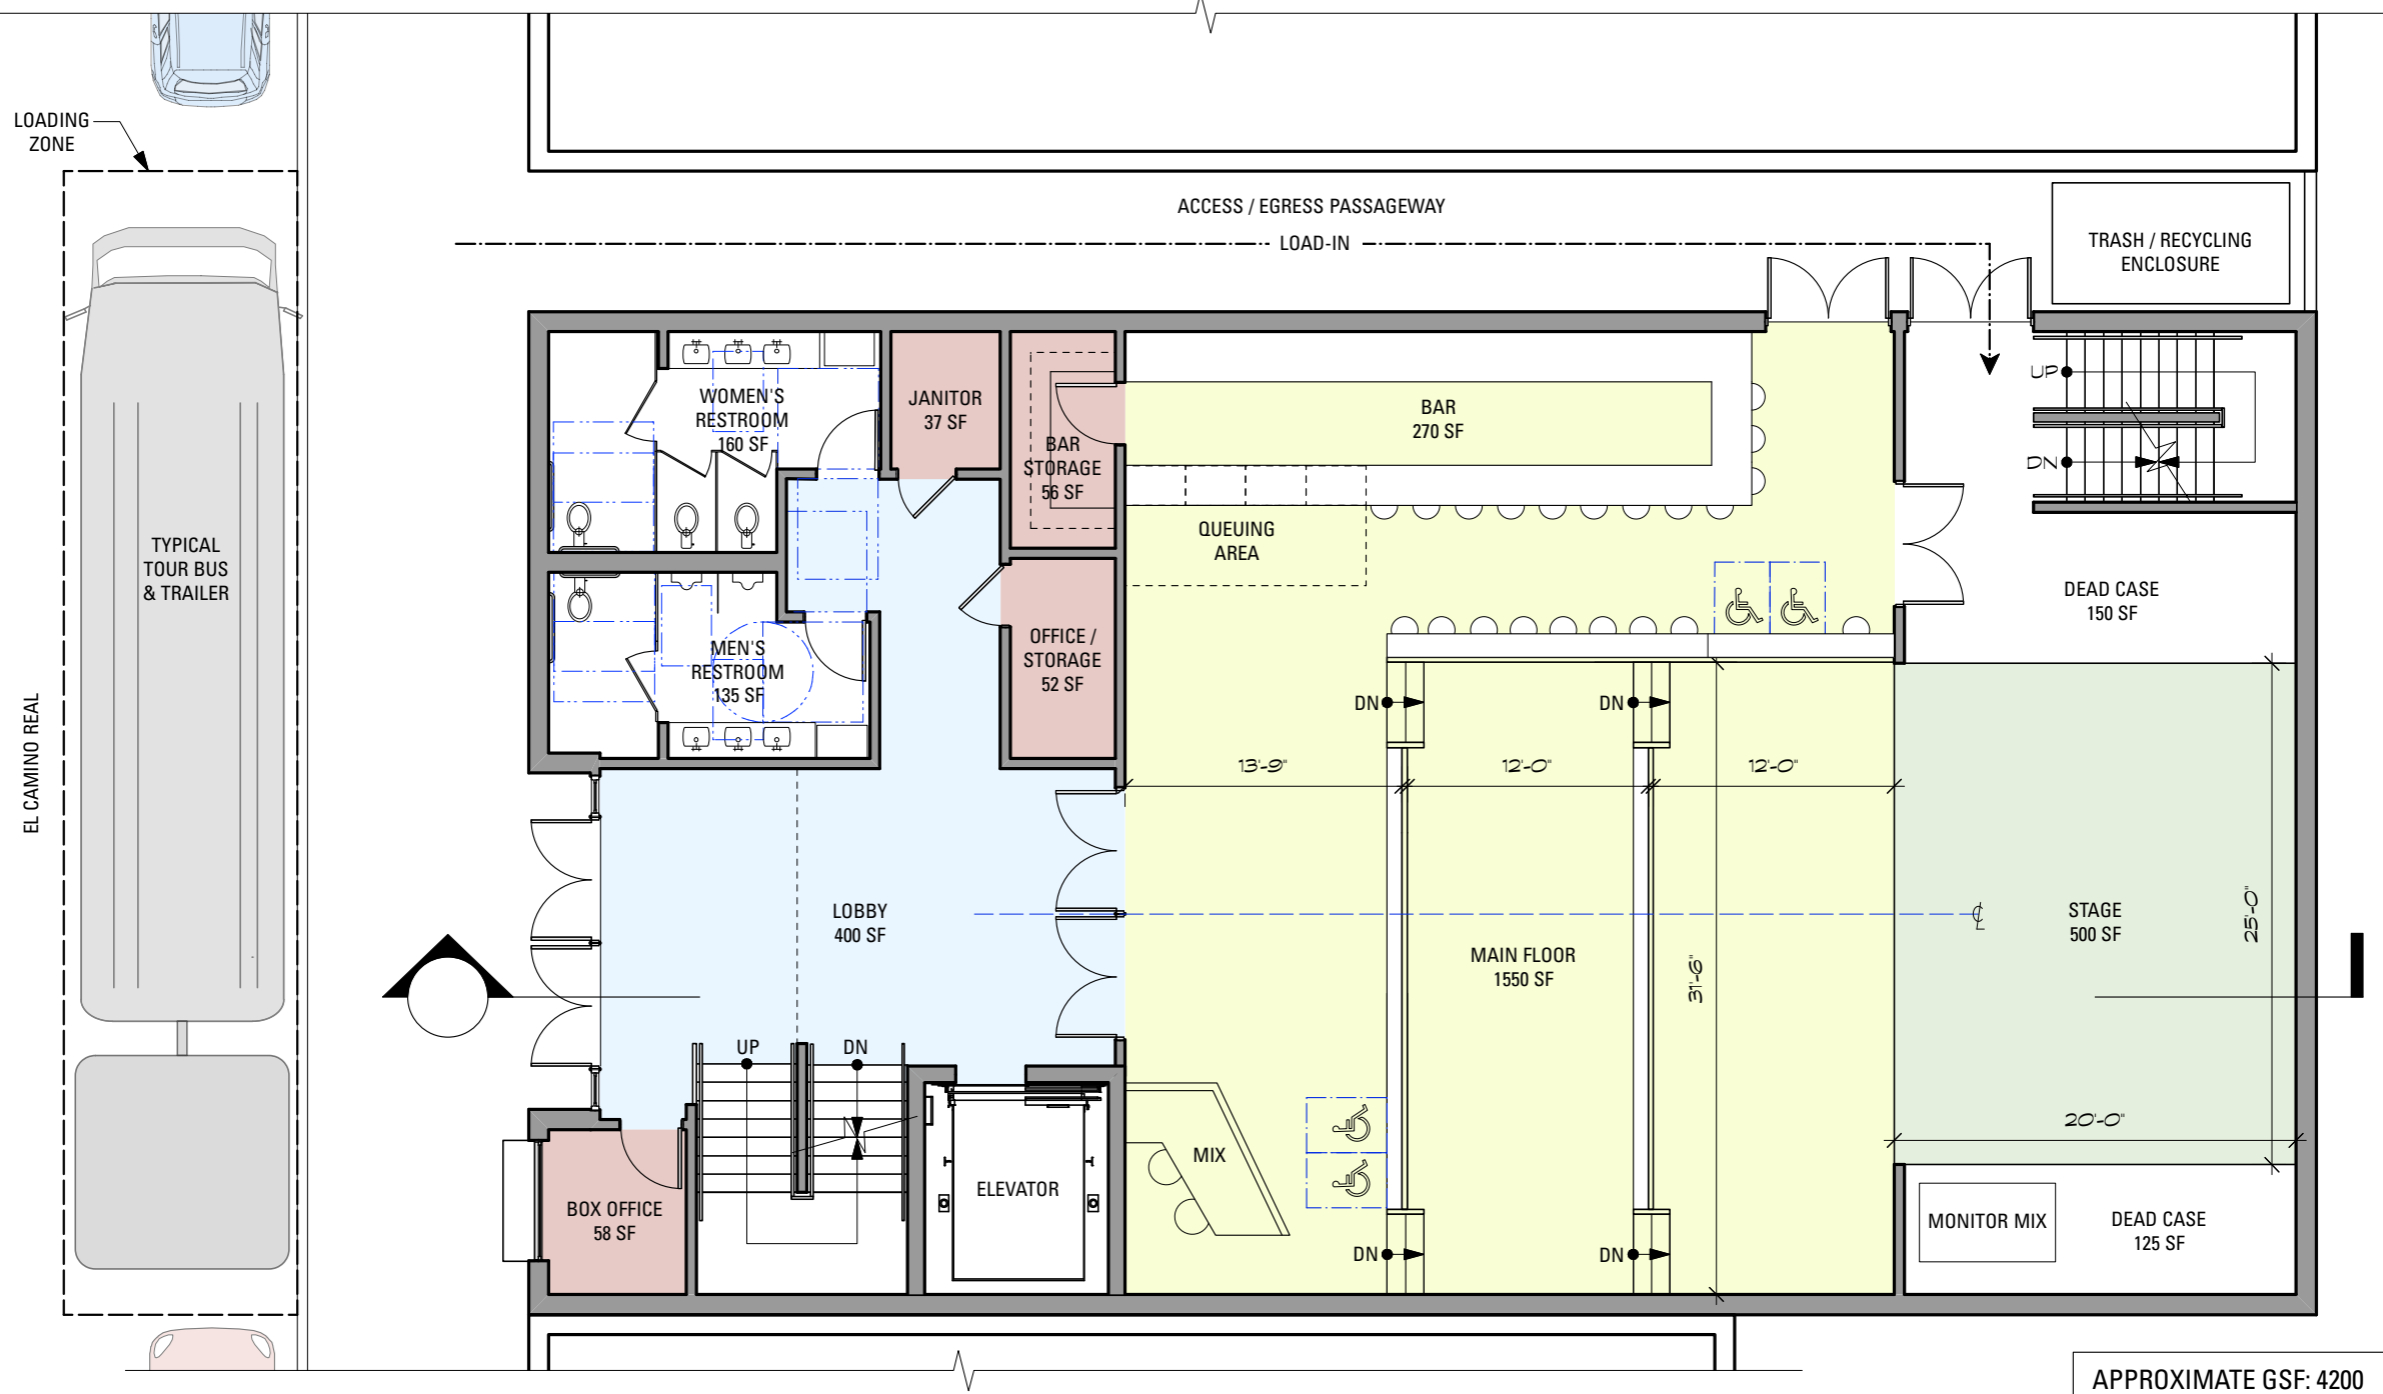 LOADING
ZONE
ACCESS / EGRESS PASSAGEWAY
LOAD-IN
TRASH / RECYCLING
ENCLOSURE
TYPICAL
TOUR BUS
& TRAILER
EL CAMINO REAL
WOMEN'S
RESTROOM
160 SF
JANITOR
37 SF
BAR
STORAGE
56 SF
BAR
270 SF
UP
DN
QUEUING
AREA
DEAD CASE
150 SF
MEN'S
RESTROOM
135 SF
OFFICE /
STORAGE
52 SF
DN
DN
13'-9"
12'-0"
12'-0"
LOBBY
400 SF
MAIN FLOOR
1550 SF
31'-6"
STAGE
500 SF
25'-0"
20'-0"
UP
DN
BOX OFFICE
58 SF
ELEVATOR
MIX
DN
DN
MONITOR MIX
DEAD CASE
125 SF
APPROXIMATE GSF: 4200